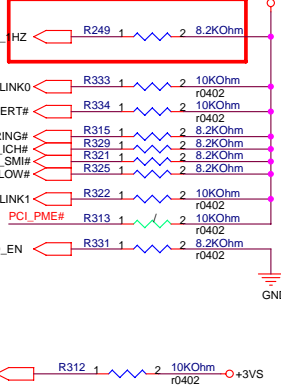 _1HZ R249 1 2 8.2KOhm
LINK0 R333 1 2 10KOhm
r0402
ERT# R334 1 2 10KOhm
r0402
RING# R315 1 2 8.2KOhm
_ICH# R329 1 2 8.2KOhm
_SMI# R321 1 2 8.2KOhm
LOW# R325 1 2 8.2KOhm
LINK1 R322 1 2 10KOhm
r0402
PCI_PME# R313 1 / 2 10KOhm
r0402
_EN R331 1 2 8.2KOhm
r0402
GND
R312 1 2 10KOhm +3VS
r0402